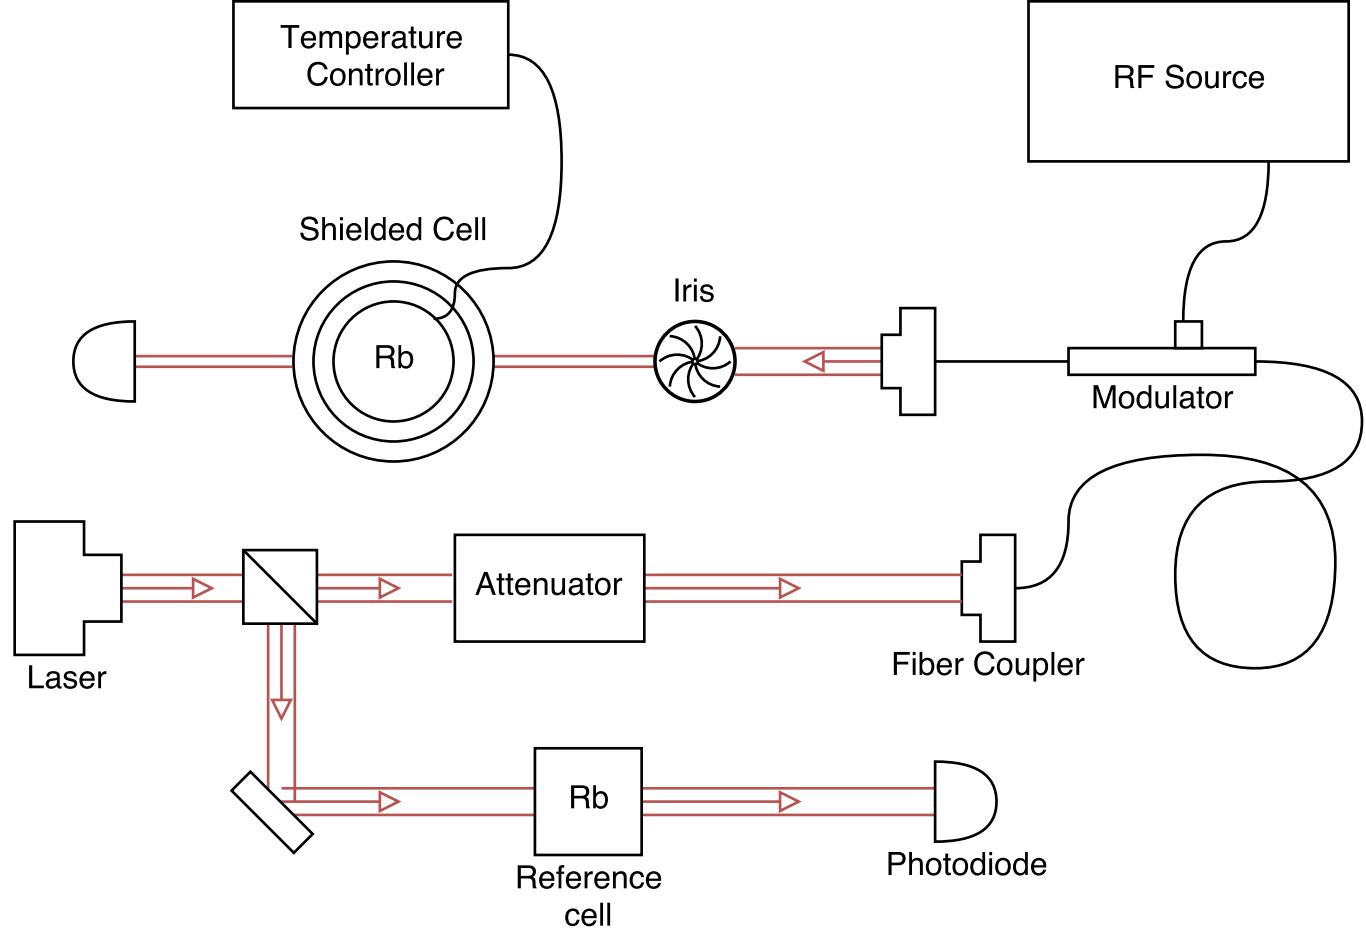 Temperature
Controller
RF Source
Shielded Cell
Iris
Rb
Modulator
Attenuator
Laser
Fiber Coupler
Rb
Photodiode
Reference
cell